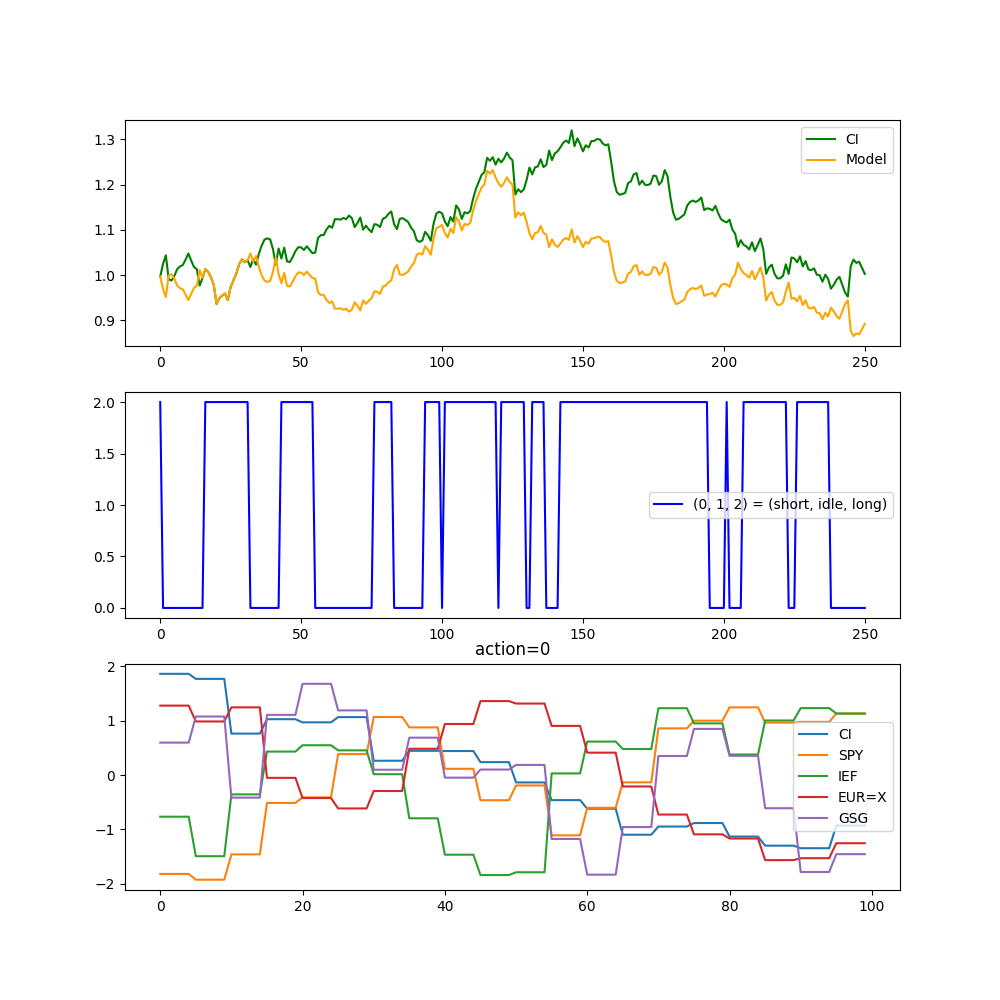 1.3
1.2
1.1
1.0
0.9
CI
Model
0 50 100 150 200 250
2.0
1.5
1.0
0.5
0.0
(0, 1, 2) = (short, idle, long)
0 50 100 150 200 250
action=0
2
1
0
−1
−2
CI
SPY
IEF
EUR=X
GSG
0 20 40 60 80 100